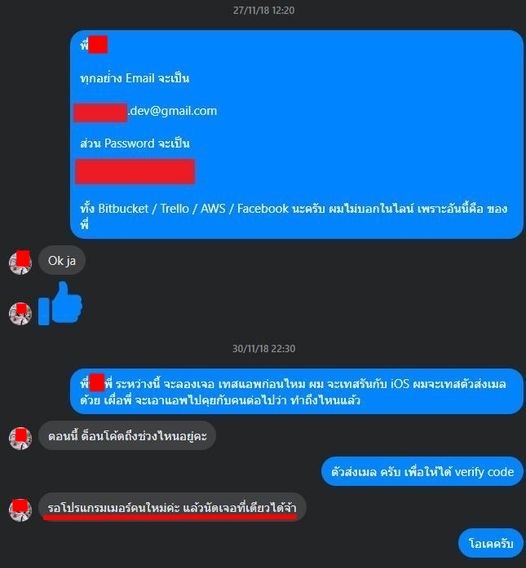 27/11/18 12:20
พี่
ทุกอย่าง Email จะเป็น
.dev@gmail.com
ส่วน Password จะเป็น
ทั้ง Bitbucket / Trello / AWS / Facebook นะครับ ผมไม่บอกในไลน์ เพราะอันนี้คือ ของ
พี่
Ok ja
30/11/18 22:30
พี่ พี่ ระหว่างนี้ จะลองเจอ เทสแอพก่อนไหม ผม จะเทสรันกับ iOS ผมจะเทสตัวส่งเมล
ด้วย เผื่อพี่ จะเอาแอพไปคุยกับคนต่อไปว่า ทำถึงไหนแล้ว
ตอนนี้ ต็อนโค้ดถึงช่วงไหนอยู่คะ
ตัวส่งเมล ครับ เพื่อให้ได้ verify code
รอโปรแกรมเมอร์คนใหม่ค่ะ แล้วนัดเจอทีเดียวได้จ้า
โอเคครับ